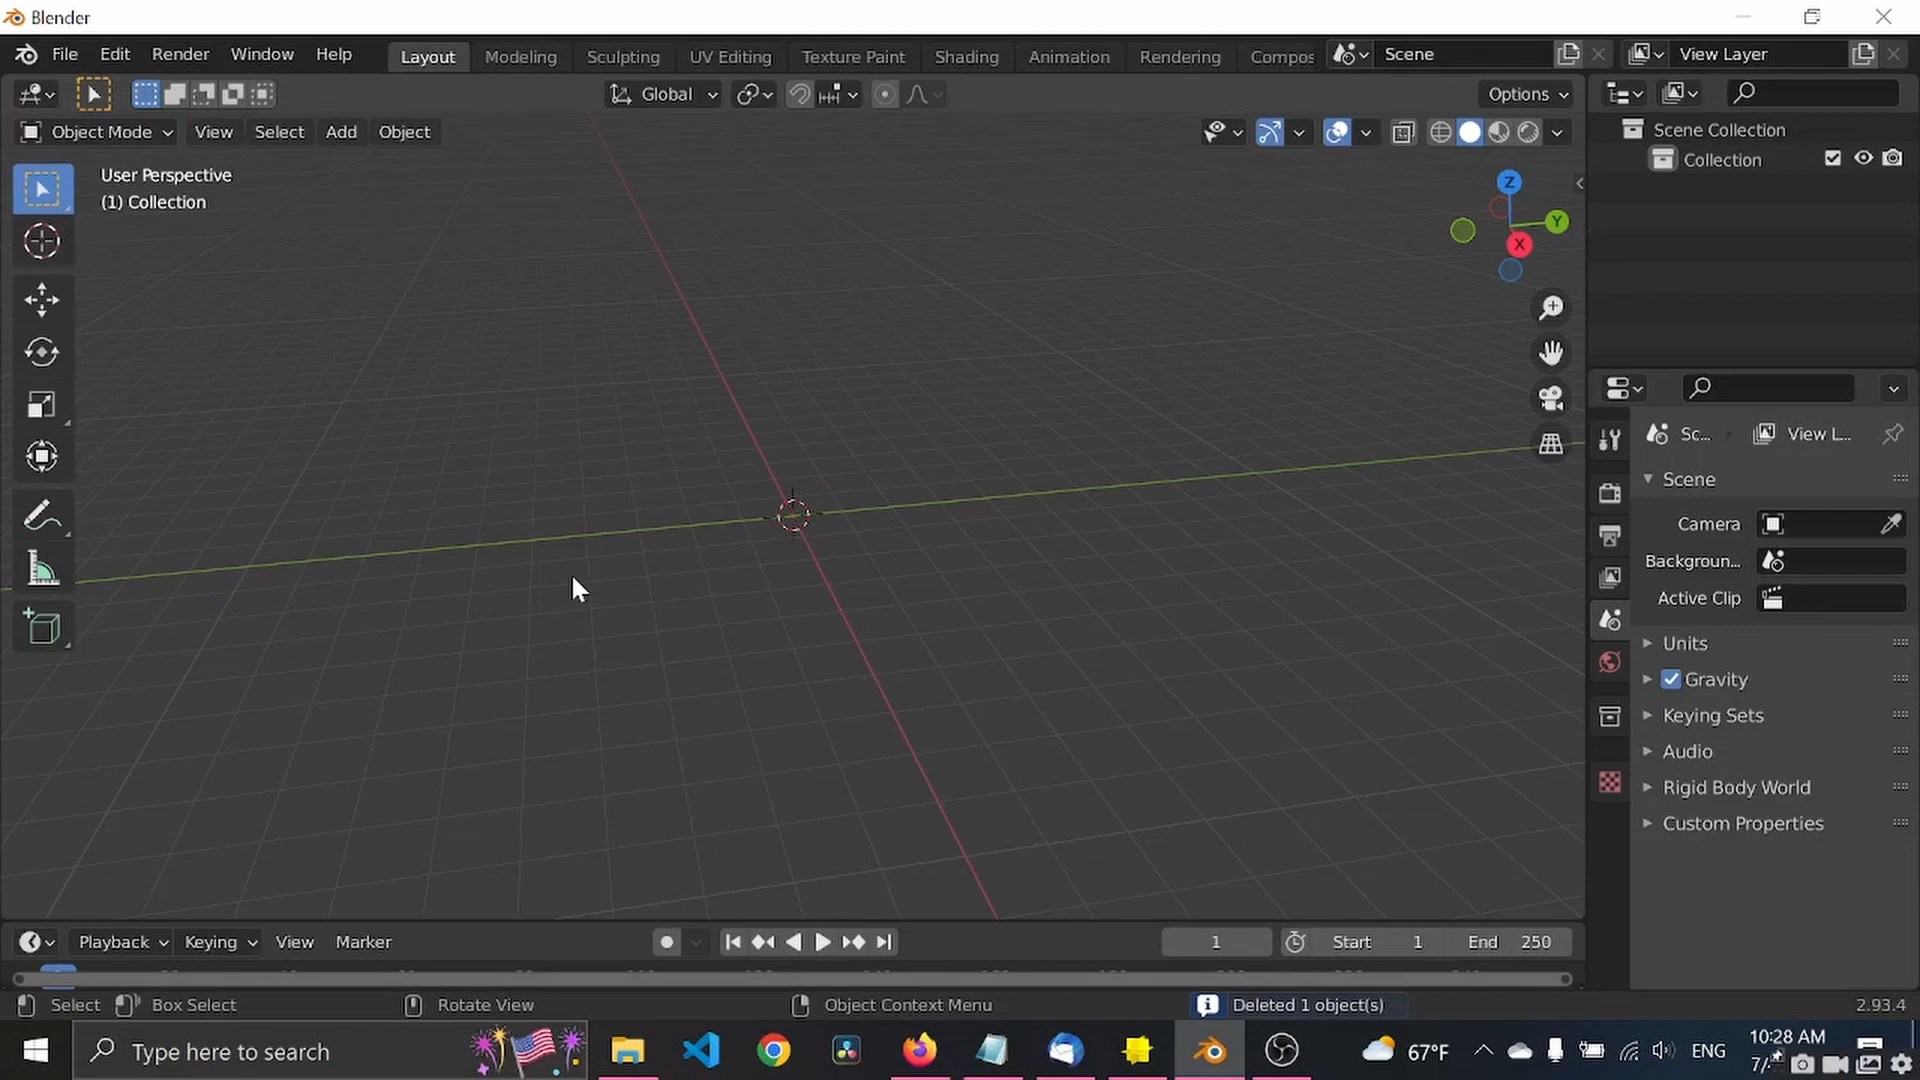 Blender
File Edit Render Window Help Layout Modeling Sculpting UV Editing Texture Paint Shading Animation Rendering Compos Scene View Layer
Global Options
Object Mode View Select Add Object
Scene Collection
Collection
User Perspective
(1) Collection
Z
Y
X
Sc... View L...
Scene
Camera
Backgroun...
Active Clip
Units
Gravity
Keying Sets
Audio
Rigid Body World
Custom Properties
Playback Keying View Marker 1 Start 1 End 250
Select Box Select Rotate View Object Context Menu Deleted 1 object(s) 2.93.4
Type here to search 67°F ENG 10:28 AM
7/